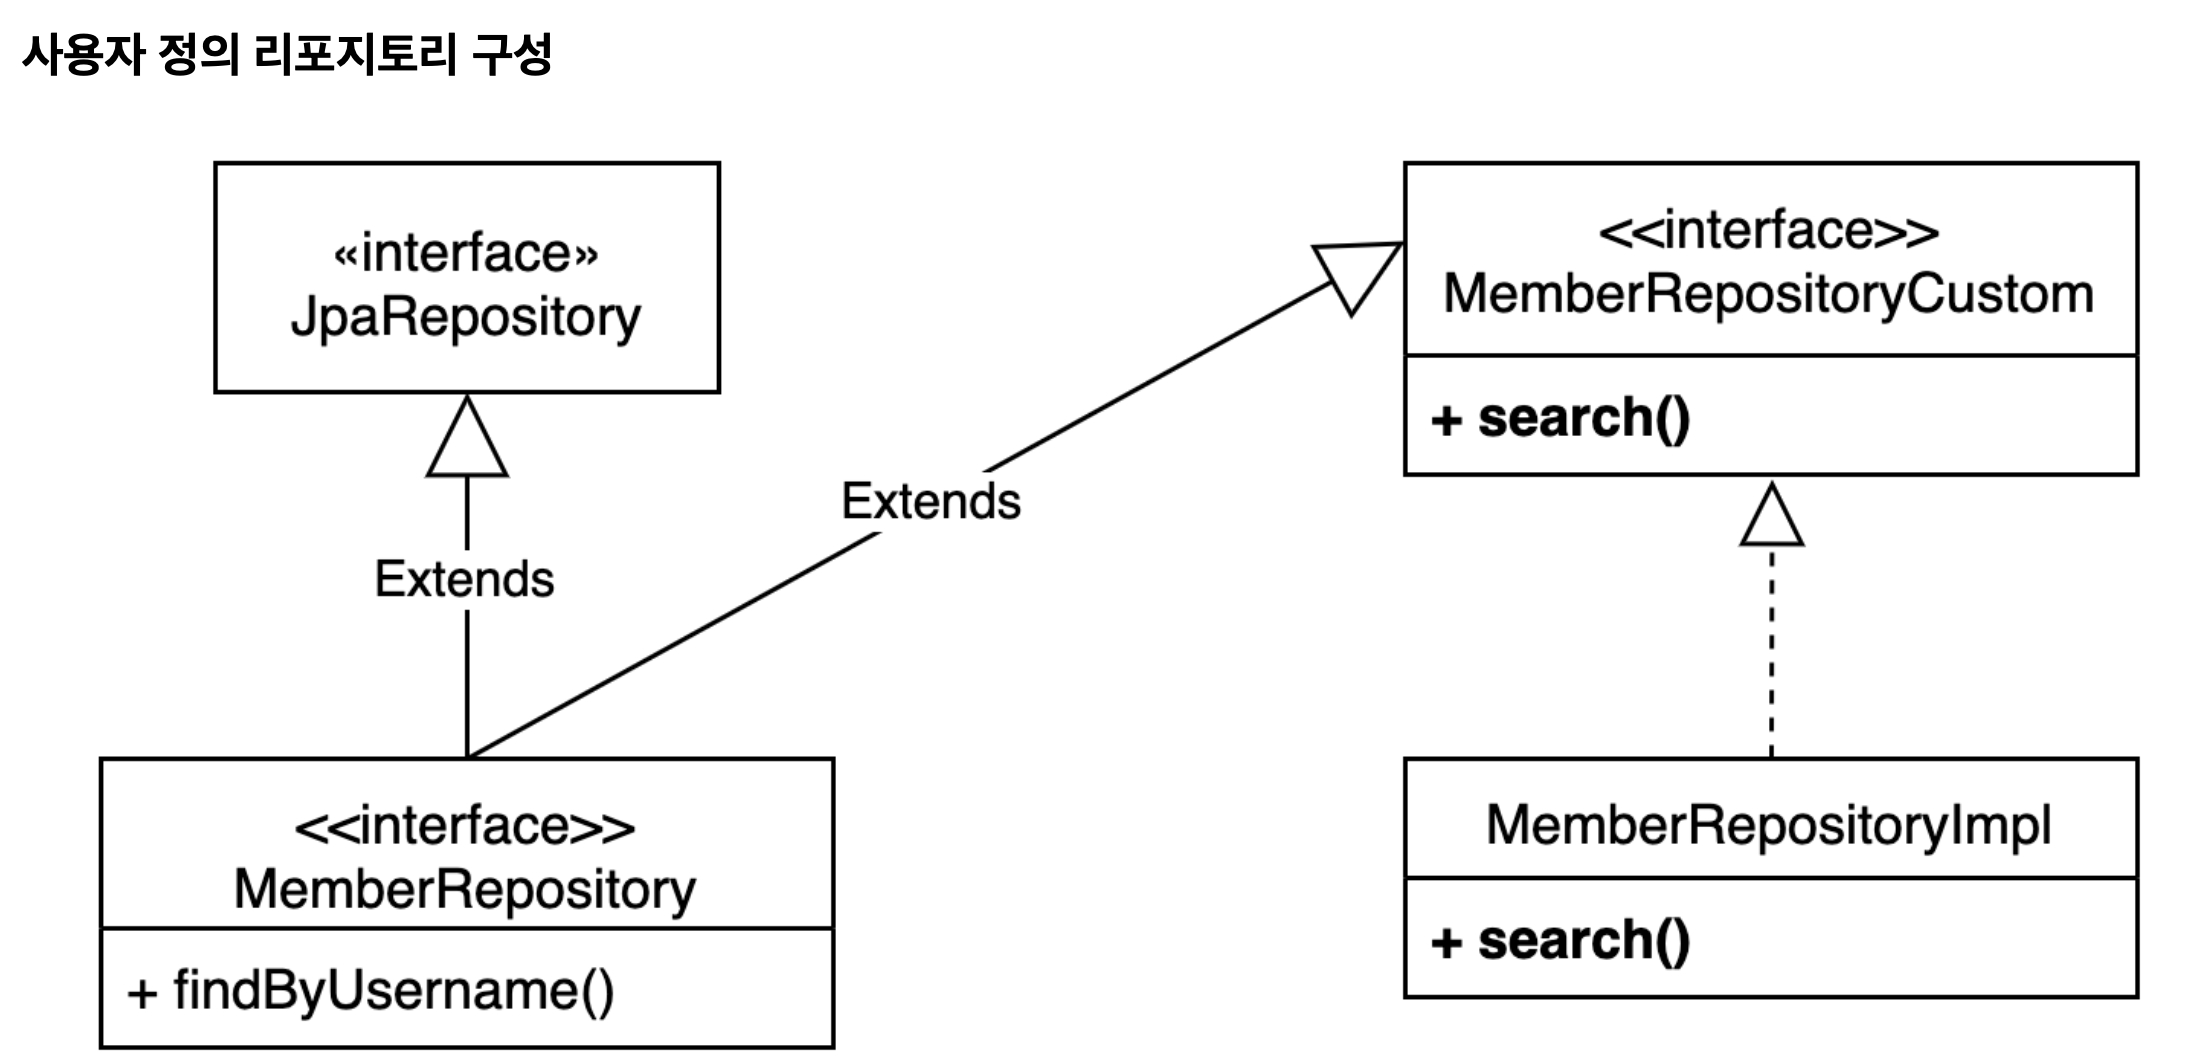 사용자 정의 리포지토리 구성
«interface»
JpaRepository
<<interface>>
MemberRepositoryCustom
+ search()
Extends
Extends
<<interface>>
MemberRepository
+ findByUsername()
MemberRepositoryImpl
+ search()